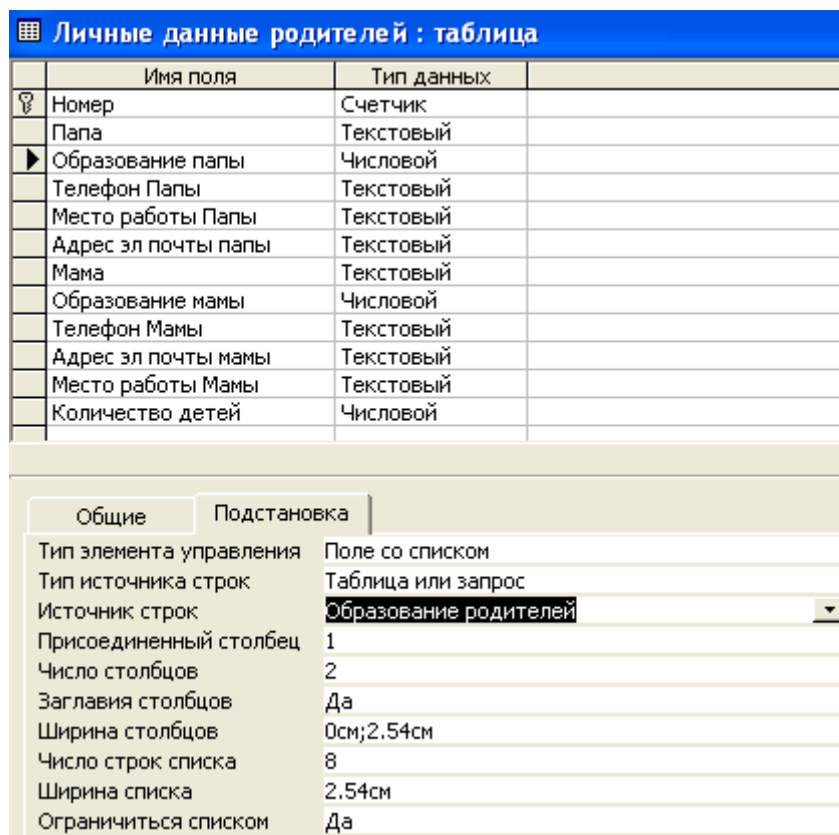 Личные данные родителей : таблица
Имя поля Тип данных
Номер Счетчик
Папа Текстовый
Образование папы Числовой
Телефон Папы Текстовый
Место работы Папы Текстовый
Адрес эл почты папы Текстовый
Мама Текстовый
Образование мамы Числовой
Телефон Мамы Текстовый
Адрес эл почты мамы Текстовый
Место работы Мамы Текстовый
Количество детей Числовой
Общие Подстановка
Тип элемента управления Поле со списком
Тип источника строк Таблица или запрос
Источник строк Образование родителей
Присоединенный столбец 1
Число столбцов 2
Заглавия столбцов Да
Ширина столбцов 0см;2.54см
Число строк списка 8
Ширина списка 2.54см
Ограничиться списком Да